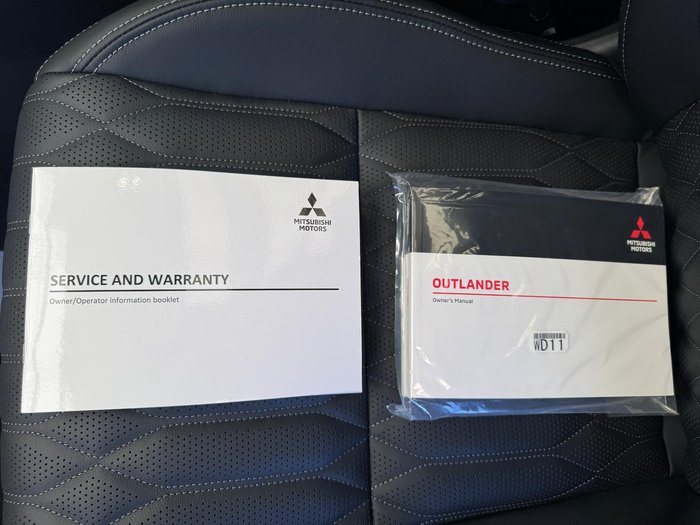 MITSUBISHI
MOTORS
SERVICE AND WARRANTY
Owner/Operator information booklet
MITSUBISHI
MOTORS
OUTLANDER
Owner's Manual
WD11